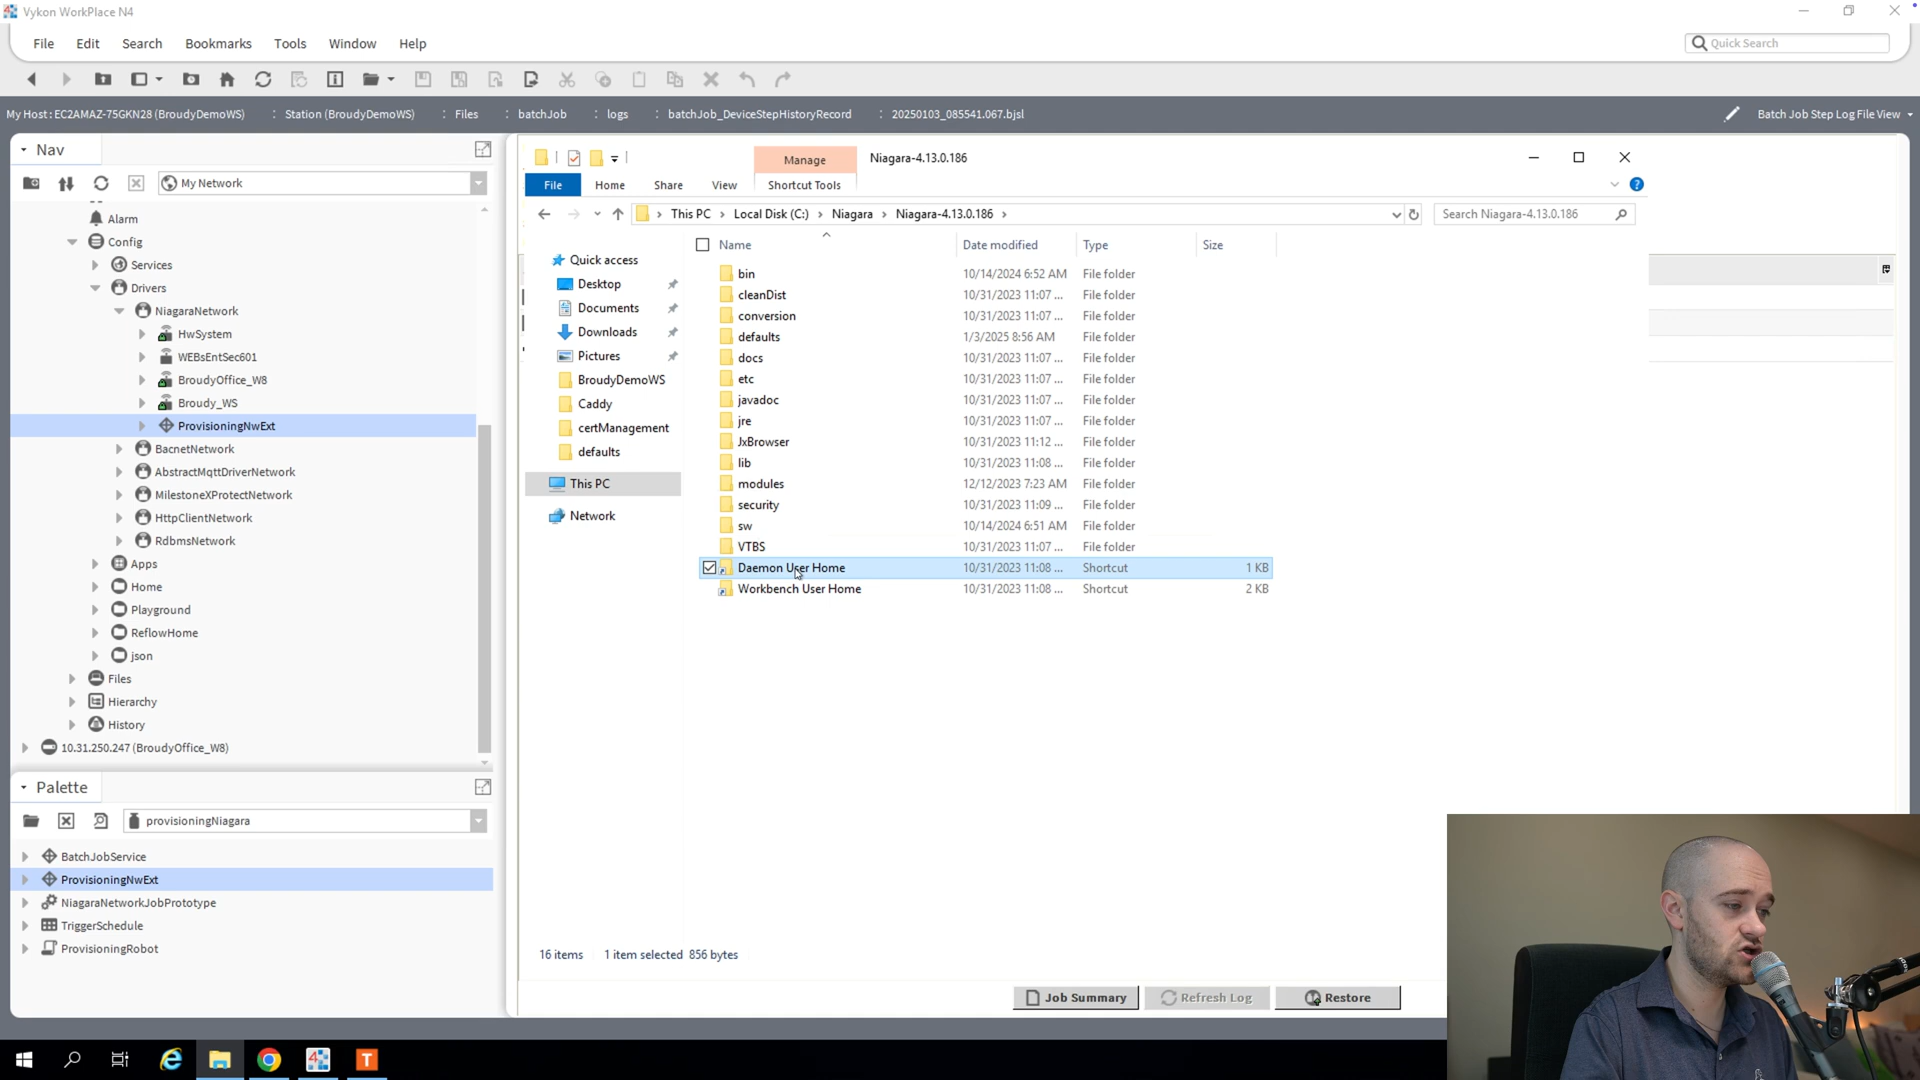 Vykon WorkPlace N4
File Edit Search Bookmarks Tools Window Help
Quick Search
My Host : EC2AMAZ-75GKN28 (BroudyDemoWS) : Station (BroudyDemoWS) : Files : batchJob : logs : batchJob_DeviceStepHistoryRecord : 20250103_085541.067.bjsl
Batch Job Step Log File View
Nav
My Network
Alarm
Config
Services
Drivers
NiagaraNetwork
HwSystem
WEBsEntSec601
BroudyOffice_W8
Broudy_WS
ProvisioningNwExt
BacnetNetwork
AbstractMqttDriverNetwork
MilestoneXProtectNetwork
HttpClientNetwork
RdbmsNetwork
Apps
Home
Playground
ReflowHome
json
Files
Hierarchy
History
10.31.250.247 (BroudyOffice_W8)
Palette
provisioningNiagara
BatchJobService
ProvisioningNwExt
NiagaraNetworkJobPrototype
TriggerSchedule
ProvisioningRobot
Manage
Niagara-4.13.0.186
File Home Share View Shortcut Tools
This PC > Local Disk (C:) > Niagara > Niagara-4.13.0.186 >
Search Niagara-4.13.0.186
Quick access
Desktop
Documents
Downloads
Pictures
BroudyDemoWS
Caddy
certManagement
defaults
This PC
Network
Name Date modified Type Size
bin 10/14/2024 6:52 AM File folder
cleanDist 10/31/2023 11:07 ... File folder
conversion 10/31/2023 11:07 ... File folder
defaults 1/3/2025 8:56 AM File folder
docs 10/31/2023 11:07 ... File folder
etc 10/31/2023 11:07 ... File folder
javadoc 10/31/2023 11:07 ... File folder
jre 10/31/2023 11:07 ... File folder
JxBrowser 10/31/2023 11:12 ... File folder
lib 10/31/2023 11:08 ... File folder
modules 12/12/2023 7:23 AM File folder
security 10/31/2023 11:09 ... File folder
sw 10/14/2024 6:51 AM File folder
VTBS 10/31/2023 11:07 ... File folder
Daemon User Home 10/31/2023 11:08 ... Shortcut 1 KB
Workbench User Home 10/31/2023 11:08 ... Shortcut 2 KB
16 items 1 item selected 856 bytes
Job Summary Refresh Log Restore
T